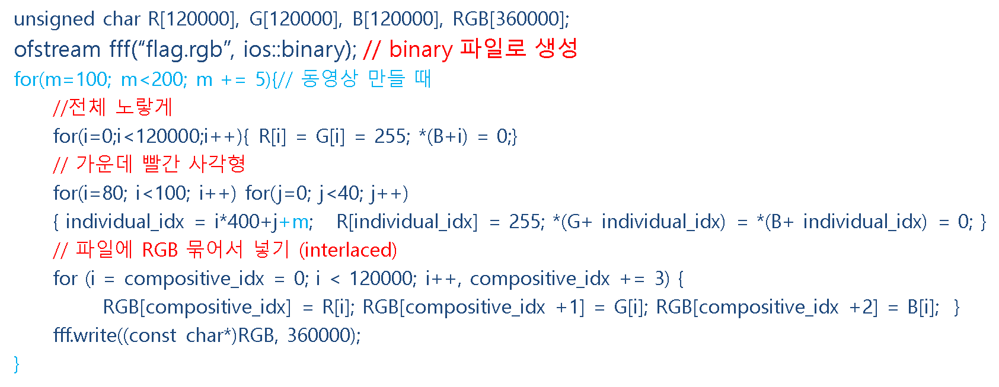 unsigned char R[120000], G[120000], B[120000], RGB[360000];
ofstream fff(“flag.rgb”, ios::binary); // binary 파일로 생성
for(m=100; m<200; m += 5){// 동영상 만들 때
//전체 노랗게
for(i=0;i<120000;i++){ R[i] = G[i] = 255; *(B+i) = 0;}
// 가운데 빨간 사각형
for(i=80; i<100; i++) for(j=0; j<40; j++)
{ individual_idx = i*400+j+m; R[individual_idx] = 255; *(G+ individual_idx) = *(B+ individual_idx) = 0; }
// 파일에 RGB 묶어서 넣기 (interlaced)
for (i = compositive_idx = 0; i < 120000; i++, compositive_idx += 3) {
RGB[compositive_idx] = R[i]; RGB[compositive_idx +1] = G[i]; RGB[compositive_idx +2] = B[i]; }
fff.write((const char*)RGB, 360000);
}